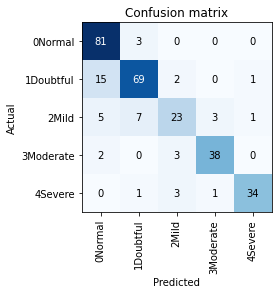 Confusion matrix
Actual
0Normal 81 3 0 0 0
1Doubtful 15 69 2 0 1
2Mild 5 7 23 3 1
3Moderate 2 0 3 38 0
4Severe 0 1 3 1 34
0Normal 1Doubtful 2Mild 3Moderate 4Severe
Predicted